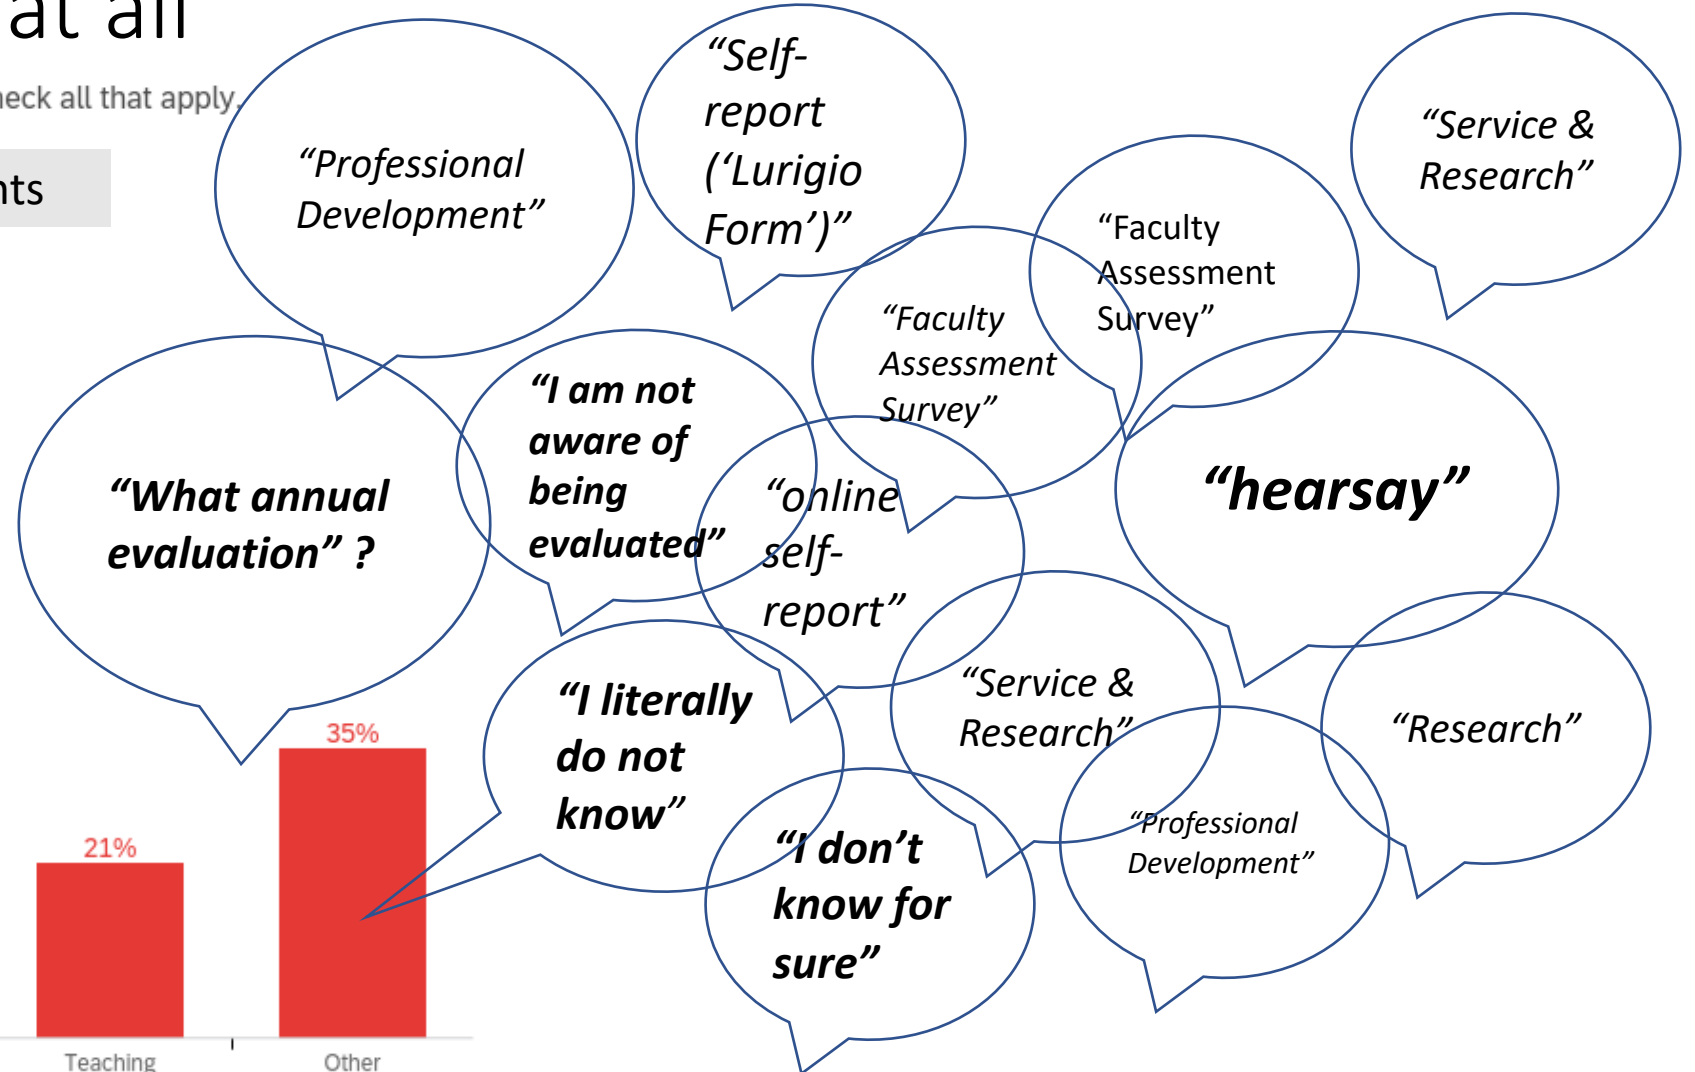 at all
heck all that apply.
nts
“Professional
Development”
“Self-
report
(‘Lurigio
Form’)”
“Service &
Research”
“Faculty
Assessment
Survey”
“Faculty
Assessment
Survey”
“What annual
evaluation” ?
“I am not
aware of
being
evaluated”
“online
self-
report”
“hearsay”
“I literally
do not
know”
“Service &
Research”
“Research”
“I don’t
know for
sure”
“Professional
Development”
35%
21%
Teaching
Other